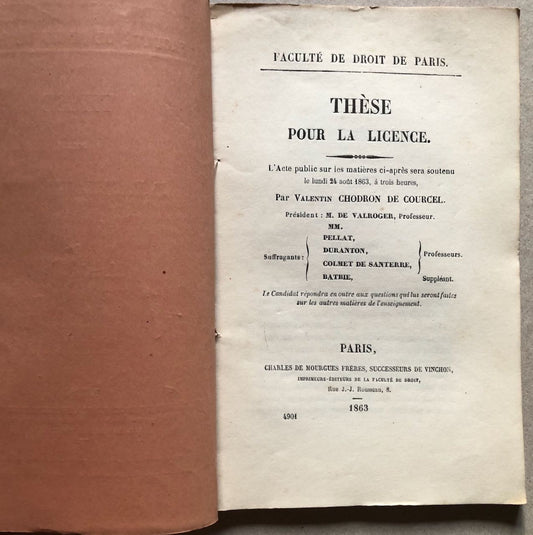 FACULTÉ DE DROIT DE PARIS.
THÈSE
POUR LA LICENCE.
L'Acte public sur les matières ci-après sera soutenu
le lundi 24 août 1863, à trois heures,
Par VALENTIN CHODRON DE COURCEL.
Président : M. DE VALROGER, Professeur.
MM.
PELLAT,
DURANTON,
Suffragants : Professeurs.
COLMET DE SANTERRE,
BATBIE, Suppléant.
Le Candidat répondra en outre aux questions qui lui seront faites
sur les autres matières de l'enseignement.
PARIS,
CHARLES DE MOURGUES FRÈRES, SUCCESSEURS DE VINCHON,
IMPRIMEURS-ÉDITEURS DE LA FACULTÉ DE DROIT,
Rue J.-J. Rousseau, 8.
1863
4901